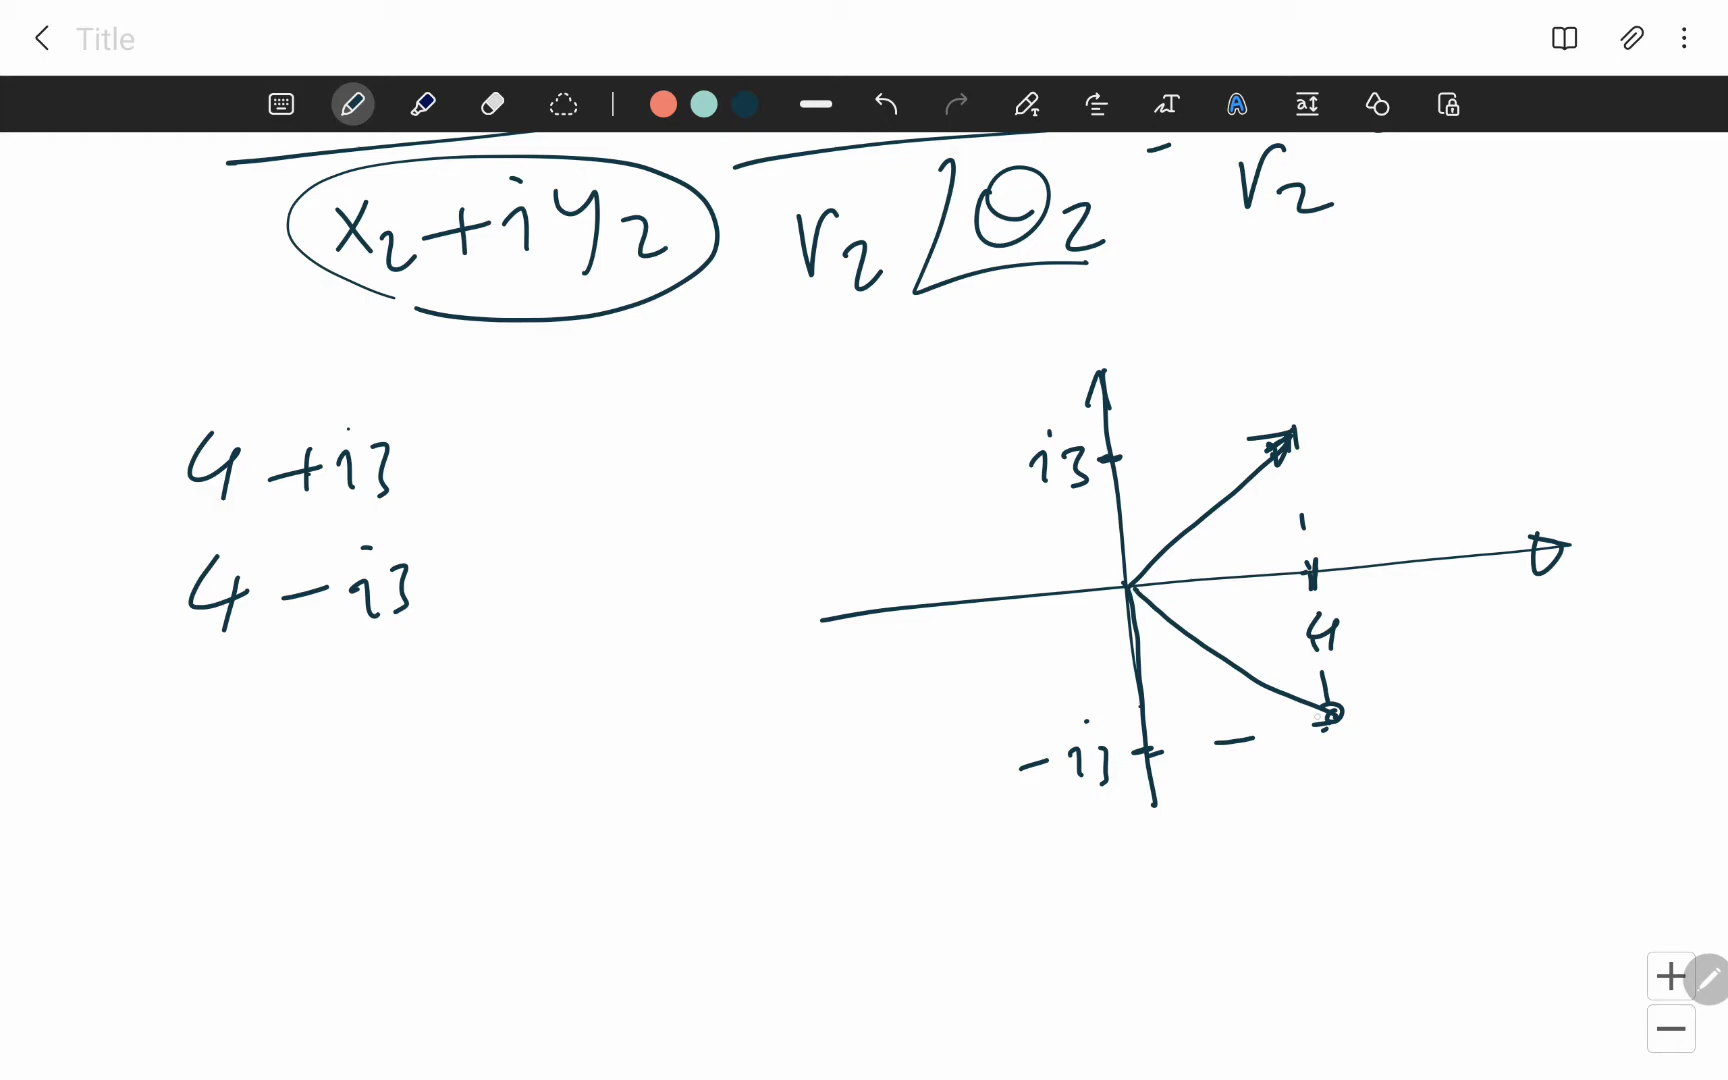 Title
x₂+iy₂ r₂∠θ₂ - r₂
4+i3
4-i3
i3
4
-i3